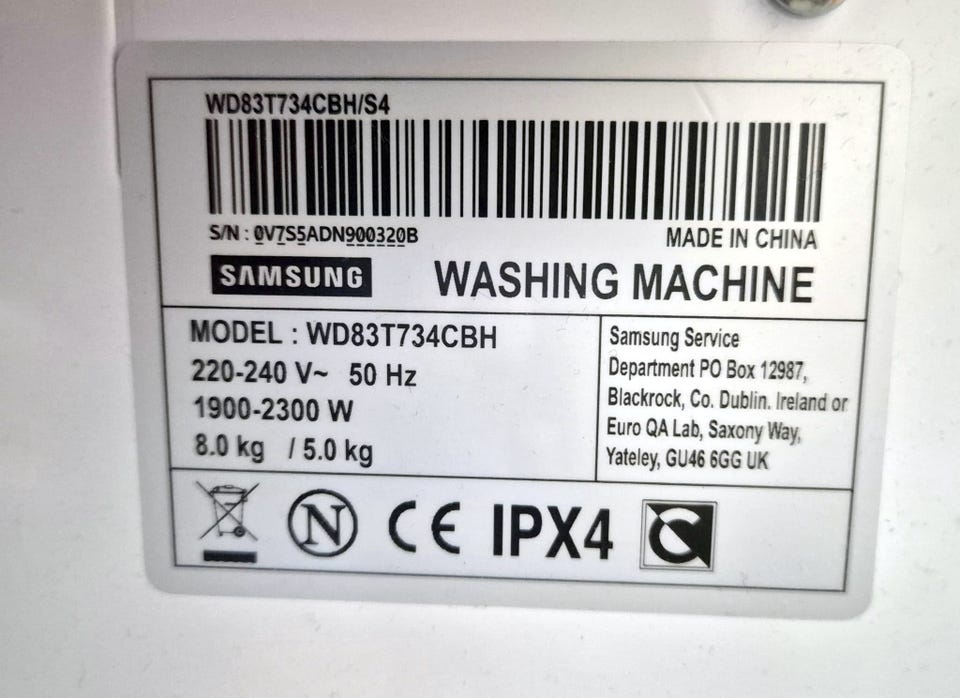 WD83T734CBH/S4
S/N : 0V7S5ADN900320B
MADE IN CHINA
SAMSUNG
WASHING MACHINE
MODEL : WD83T734CBH
220-240 V~ 50 Hz
1900-2300 W
8.0 kg / 5.0 kg
Samsung Service
Department PO Box 12987,
Blackrock, Co. Dublin. Ireland or
Euro QA Lab, Saxony Way,
Yateley, GU46 6GG UK
N
CE
IPX4